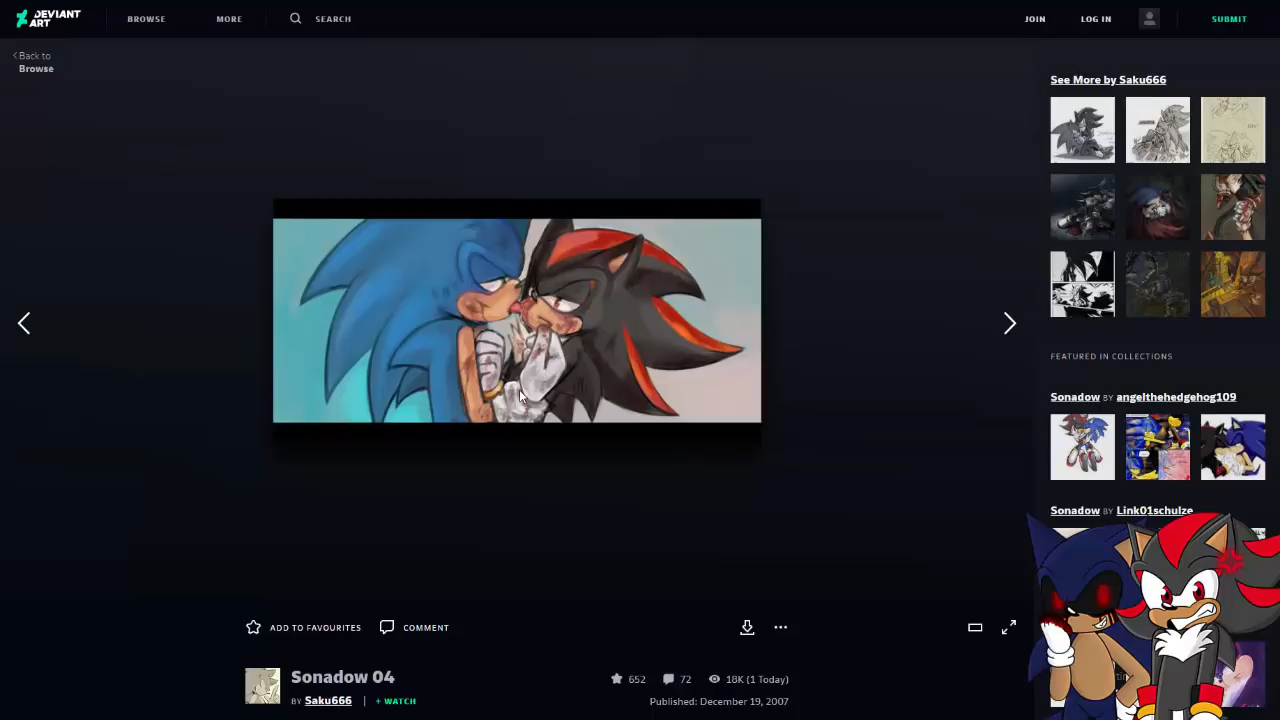 DEVIANT
ART
BROWSE
MORE
SEARCH
JOIN
LOG IN
SUBMIT
Back to
Browse
See More by Saku666
FEATURED IN COLLECTIONS
Sonadow BY angelthehedgehog109
Sonadow BY Link01schulze
ADD TO FAVOURITES
COMMENT
Sonadow 04
BY Saku666
+ WATCH
652
72
18K (1 Today)
Published: December 19, 2007